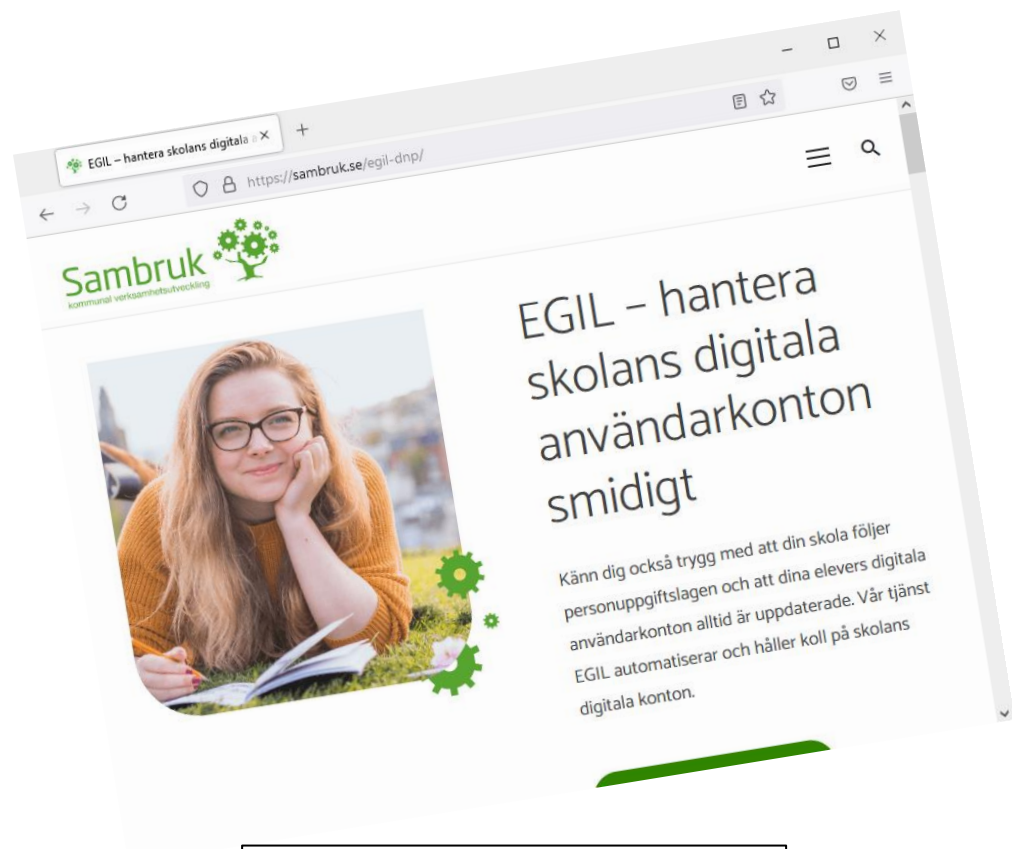 EGIL – hantera skolans digitala
https://sambruk.se/egil-dnp/
Sambruk
kommunal verksamhetsutveckling
EGIL – hantera
skolans digitala
användarkonton
smidigt
Känn dig också trygg med att din skola följer
personuppgiftslagen och att dina elevers digitala
användarkonton alltid är uppdaterade. Vår tjänst
EGIL automatiserar och håller koll på skolans
digitala konton.